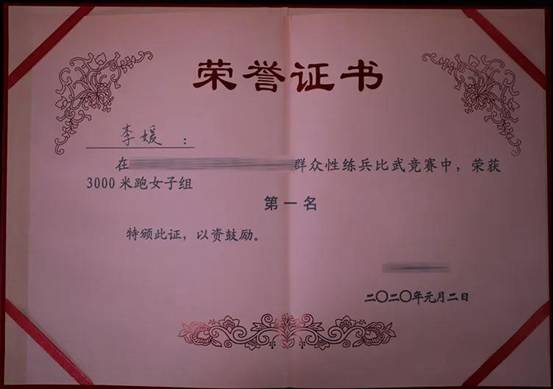 荣誉证书
李媛：
在群众性练兵比武竞赛中，荣获
3000米跑女子组
第一名
特颁此证，以资鼓励。
二〇二〇年元月二日